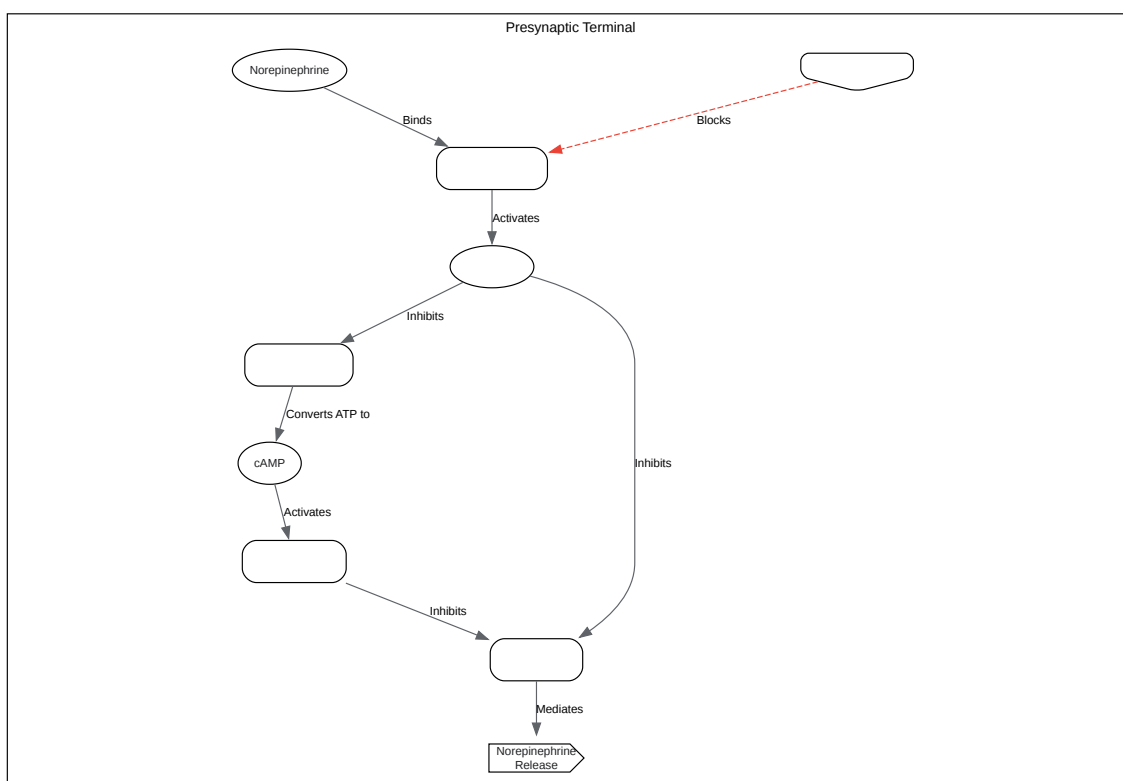 Presynaptic Terminal
Norepinephrine
Binds
Blocks
Activates
Inhibits
Converts ATP to
cAMP
Inhibits
Activates
Inhibits
Mediates
Norepinephrine
Release